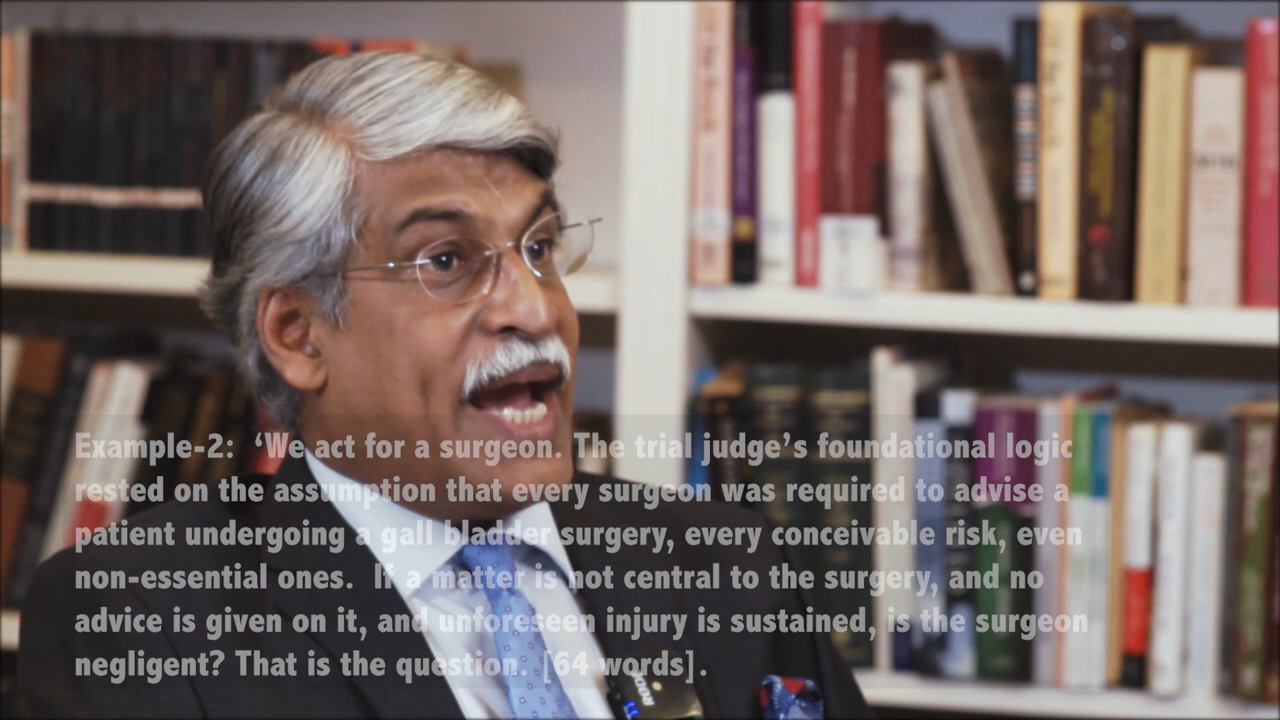 Example-2:  ‘We act for a surgeon. The trial judge’s foundational logic
rested on the assumption that every surgeon was required to advise a
patient undergoing a gall bladder surgery, every conceivable risk, even
non-essential ones.  If a matter is not central to the surgery, and no
advice is given on it, and unforeseen injury is sustained, is the surgeon
negligent? That is the question. [64 words].